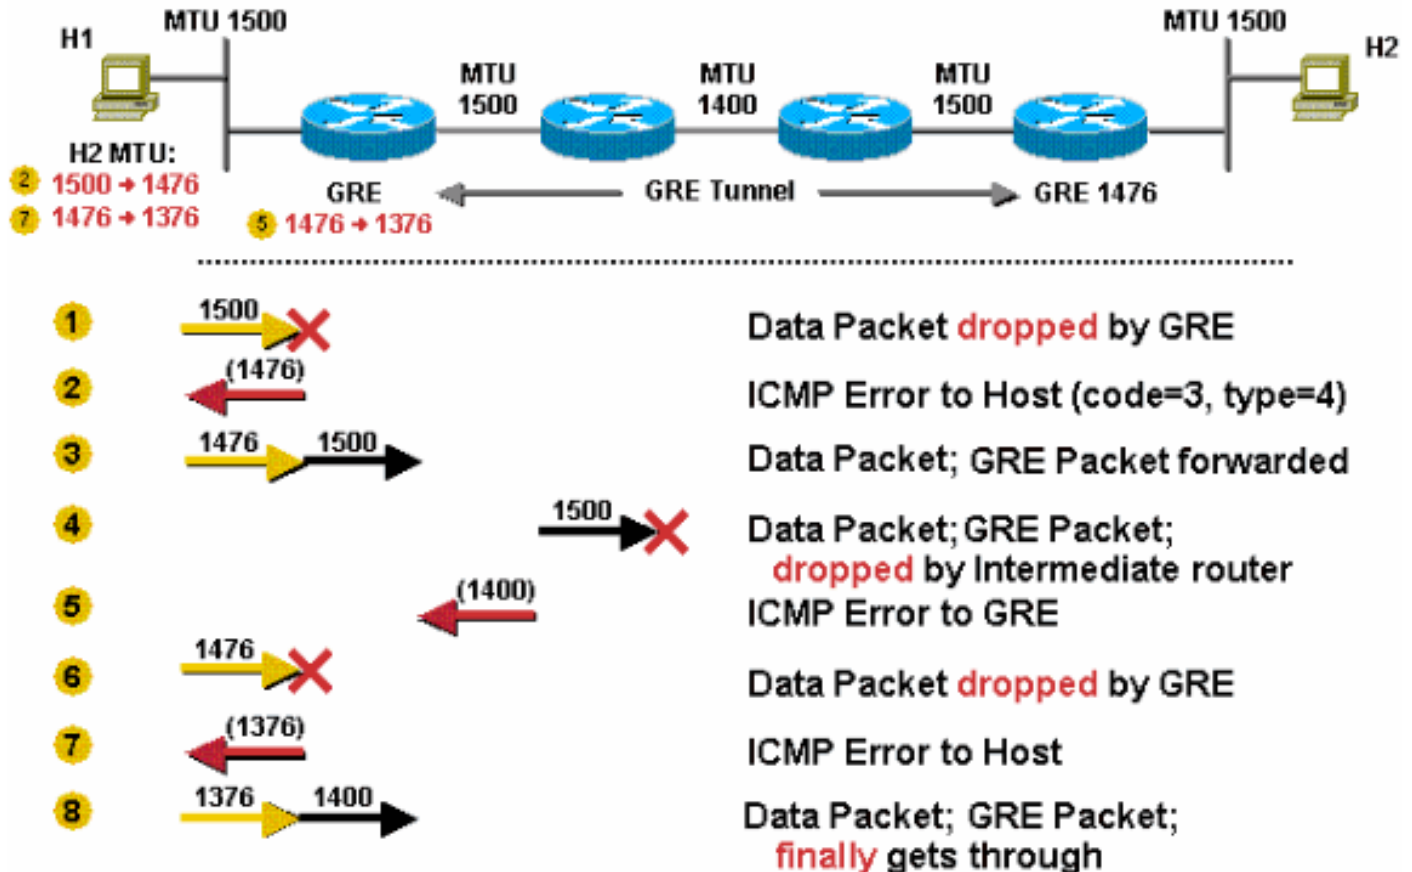 H1
MTU 1500
MTU 1500
MTU 1400
MTU 1500
MTU 1500
H2
H2 MTU:
2 1500 → 1476
7 1476 → 1376
GRE
5 1476 → 1376
GRE Tunnel
GRE 1476
1 1500 Data Packet dropped by GRE
2 (1476) ICMP Error to Host (code=3, type=4)
3 1476 1500 Data Packet; GRE Packet forwarded
4 1500 Data Packet; GRE Packet;
dropped by Intermediate router
5 (1400) ICMP Error to GRE
6 1476 Data Packet dropped by GRE
7 (1376) ICMP Error to Host
8 1376 1400 Data Packet; GRE Packet;
finally gets through